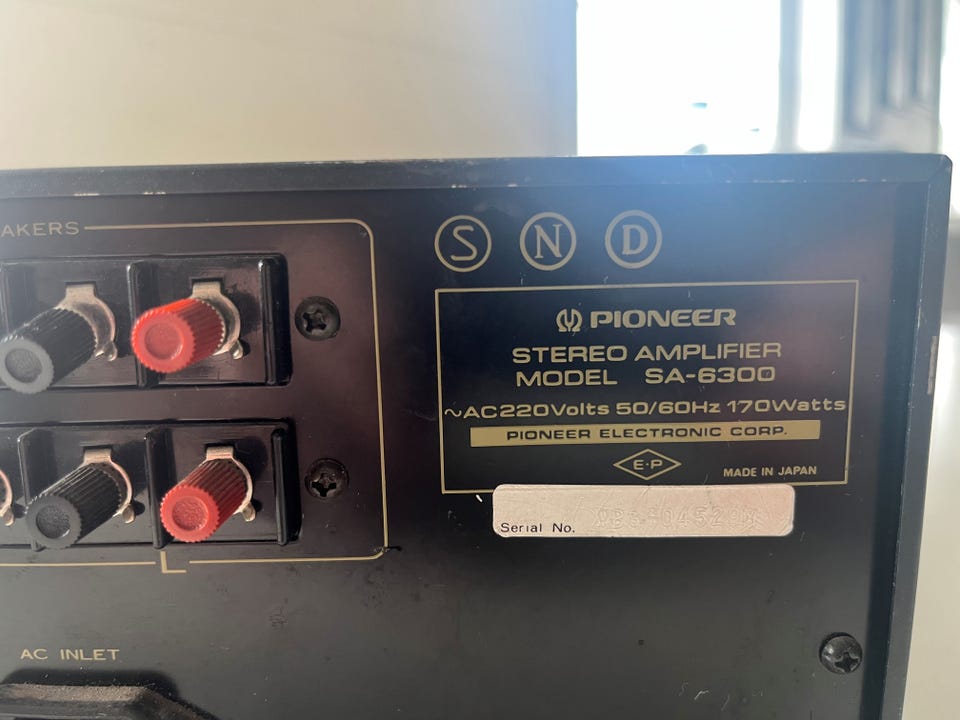 AKERS
L
AC INLET
S N D
PIONEER
STEREO AMPLIFIER
MODEL SA-6300
~AC220Volts 50/60Hz 170Watts
PIONEER ELECTRONIC CORP.
E·P
MADE IN JAPAN
Serial No.